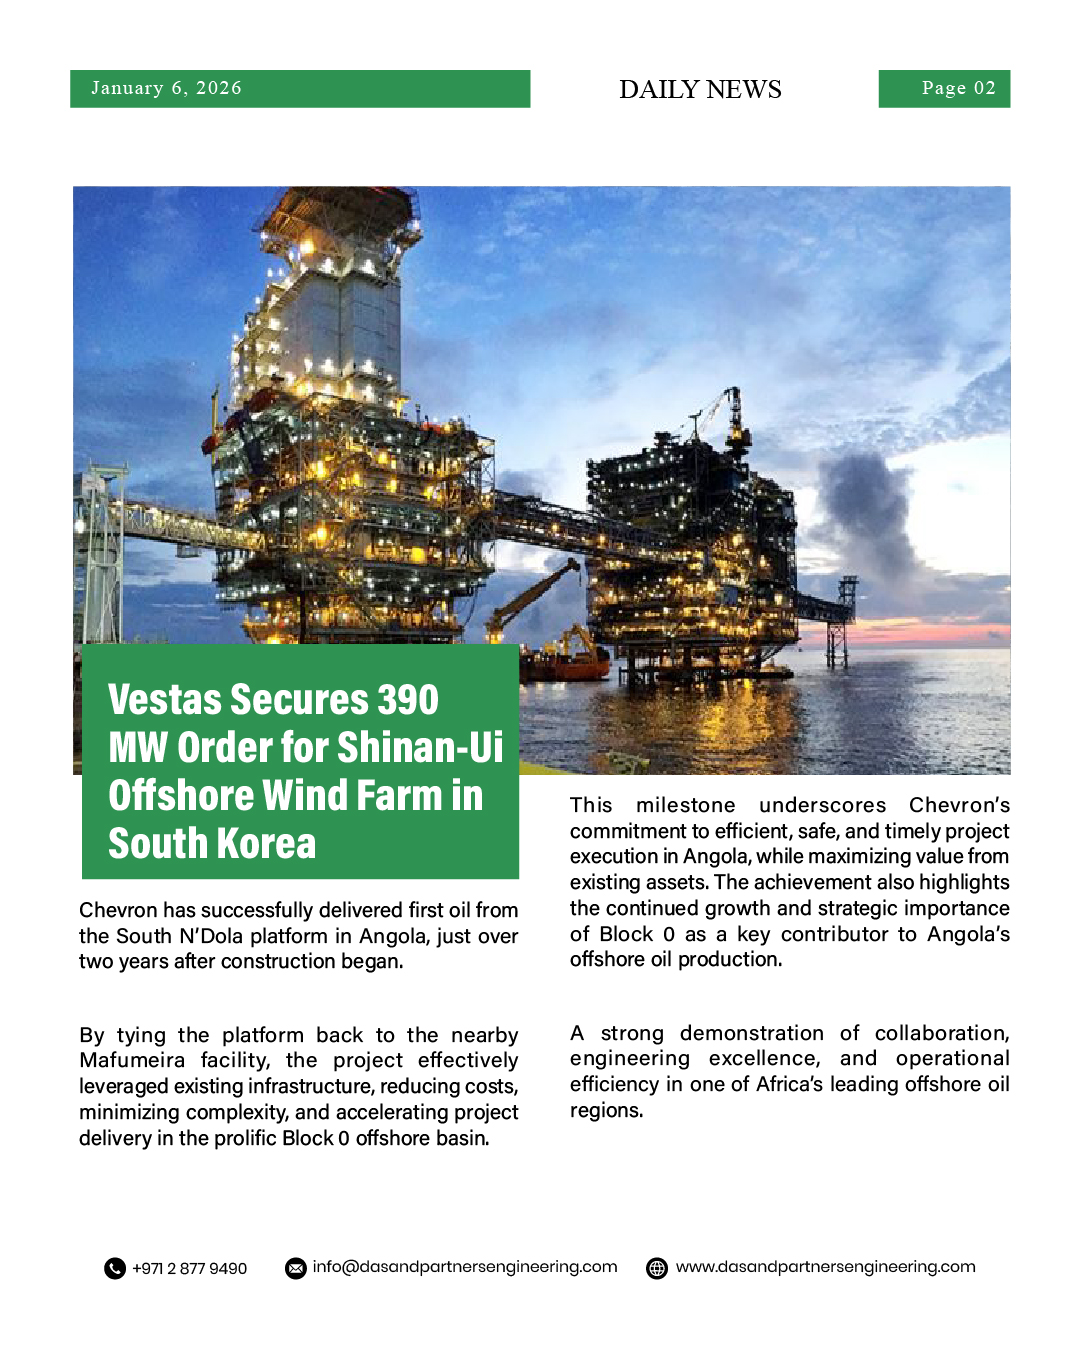 January 6, 2026
DAILY NEWS
Page 02
Vestas Secures 390
MW Order for Shinan-Ui
Offshore Wind Farm in
South Korea
Chevron has successfully delivered first oil from
the South N’Dola platform in Angola, just over
two years after construction began.
By tying the platform back to the nearby
Mafumeira facility, the project effectively
leveraged existing infrastructure, reducing costs,
minimizing complexity, and accelerating project
delivery in the prolific Block 0 offshore basin.
This milestone underscores Chevron’s
commitment to efficient, safe, and timely project
execution in Angola, while maximizing value from
existing assets. The achievement also highlights
the continued growth and strategic importance
of Block 0 as a key contributor to Angola’s
offshore oil production.
A strong demonstration of collaboration,
engineering excellence, and operational
efficiency in one of Africa’s leading offshore oil
regions.
+971 2 877 9490
info@dasandpartnersengineering.com
www.dasandpartnersengineering.com